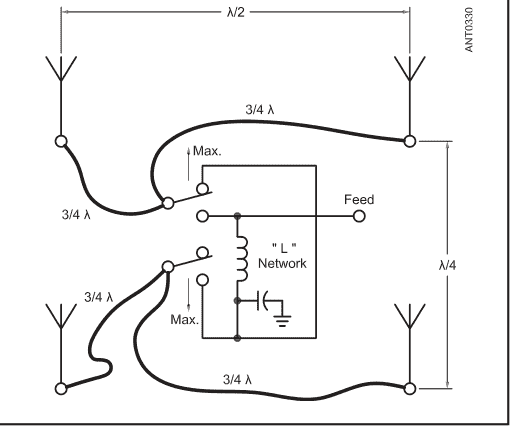 λ/2
ANT0330
3/4 λ
Max.
3/4 λ
Feed
" L "
Network
λ/4
3/4 λ
Max.
3/4 λ